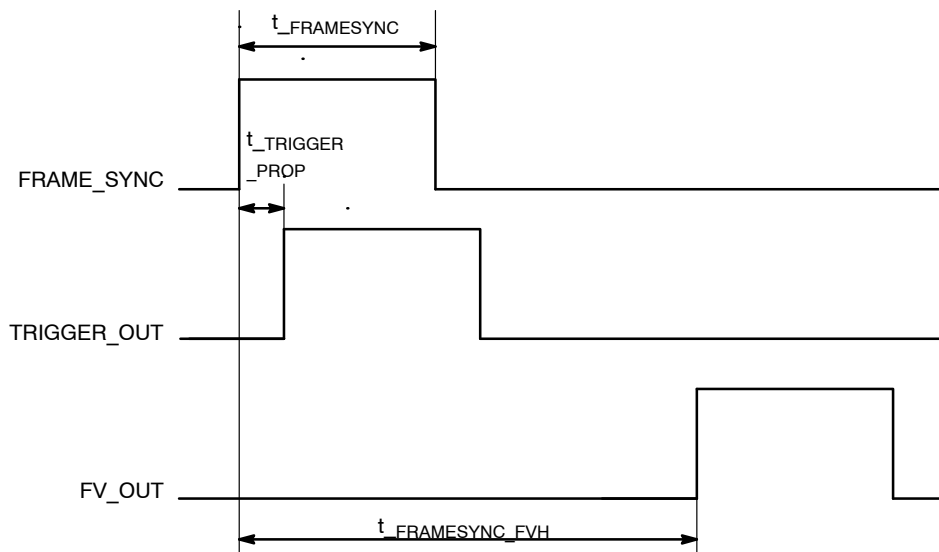 t_FRAMESYNC
t_TRIGGER
_PROP
FRAME_SYNC
TRIGGER_OUT
FV_OUT
t_FRAMESYNC_FVH